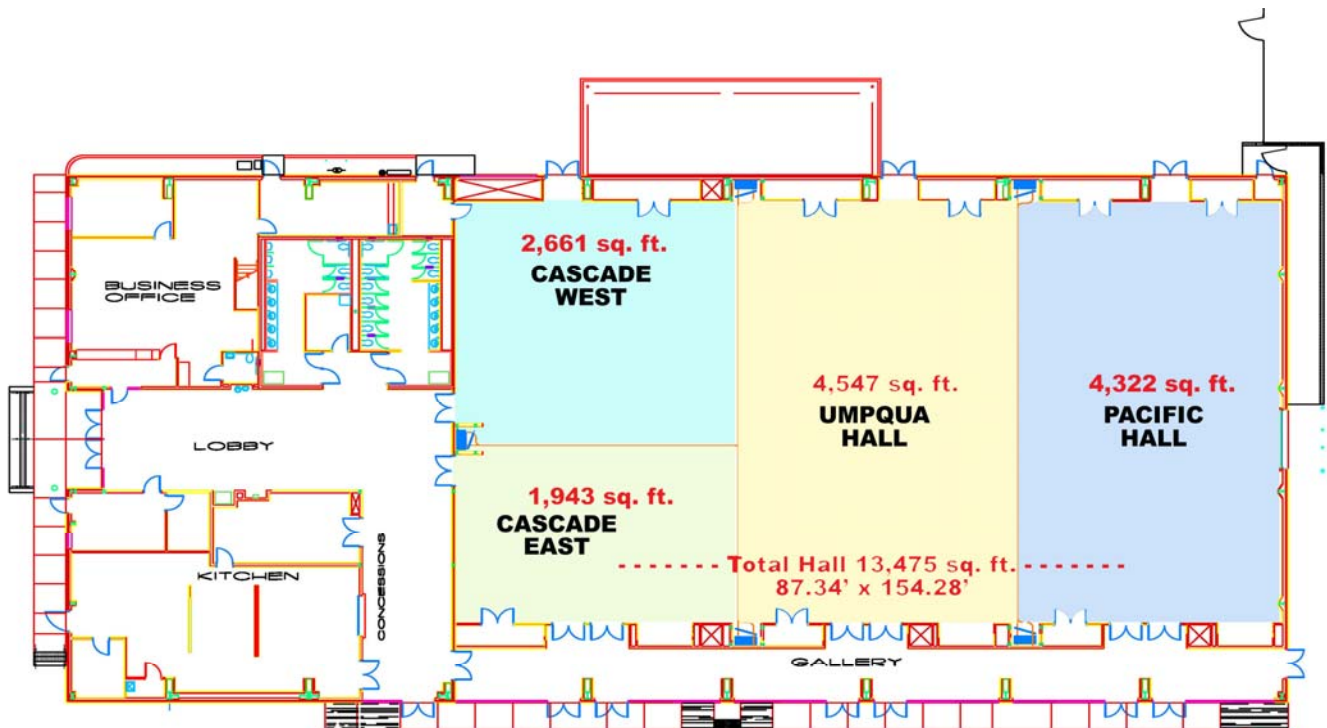 2,661 sq. ft.
CASCADE
WEST
BUSINESS
OFFICE
4,547 sq. ft.
UMPQUA
HALL
4,322 sq. ft.
PACIFIC
HALL
LOBBY
1,943 sq. ft.
CASCADE
EAST
Total Hall 13,475 sq. ft.
87.34' x 154.28'
KITCHEN
CONCESSIONS
GALLERY